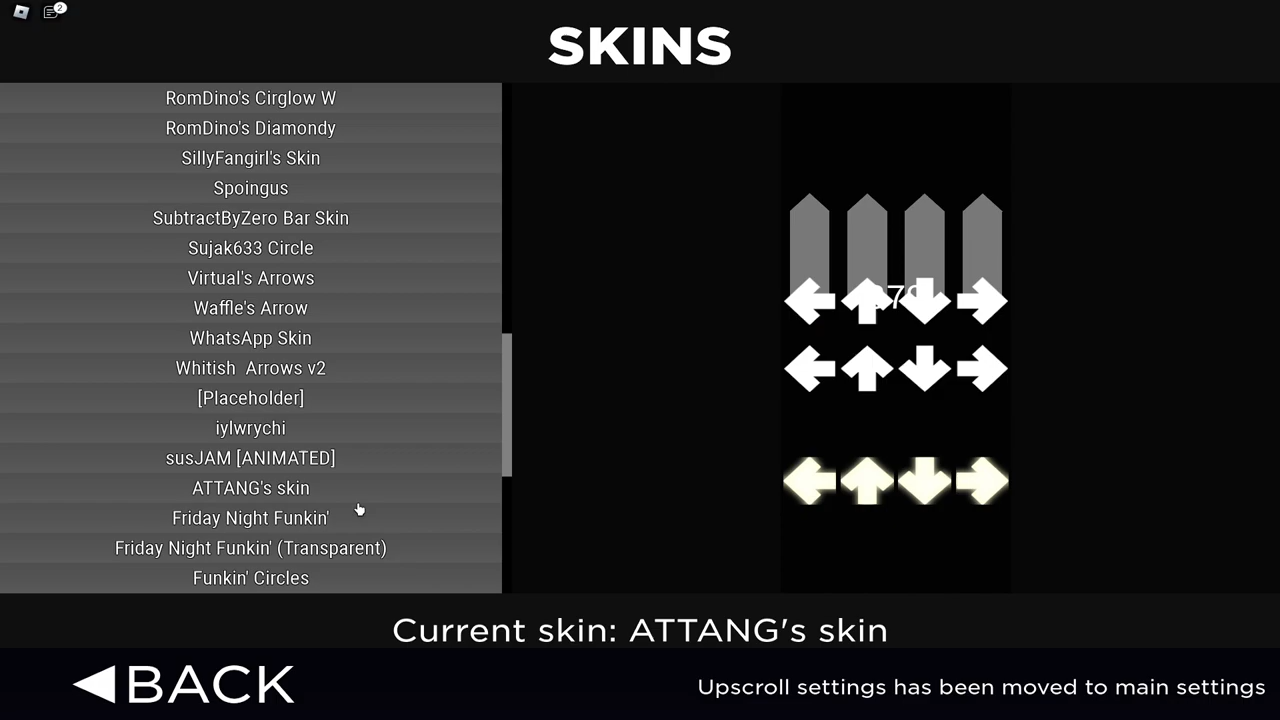 2
SKINS
RomDino's Cirglow W
RomDino's Diamondy
SillyFangirl's Skin
Spoingus
SubtractByZero Bar Skin
Sujak633 Circle
Virtual's Arrows
Waffle's Arrow
WhatsApp Skin
Whitish  Arrows v2
[Placeholder]
iylwrychi
susJAM [ANIMATED]
ATTANG's skin
Friday Night Funkin'
Friday Night Funkin' (Transparent)
Funkin' Circles
Current skin: ATTANG's skin
BACK
Upscroll settings has been moved to main settings